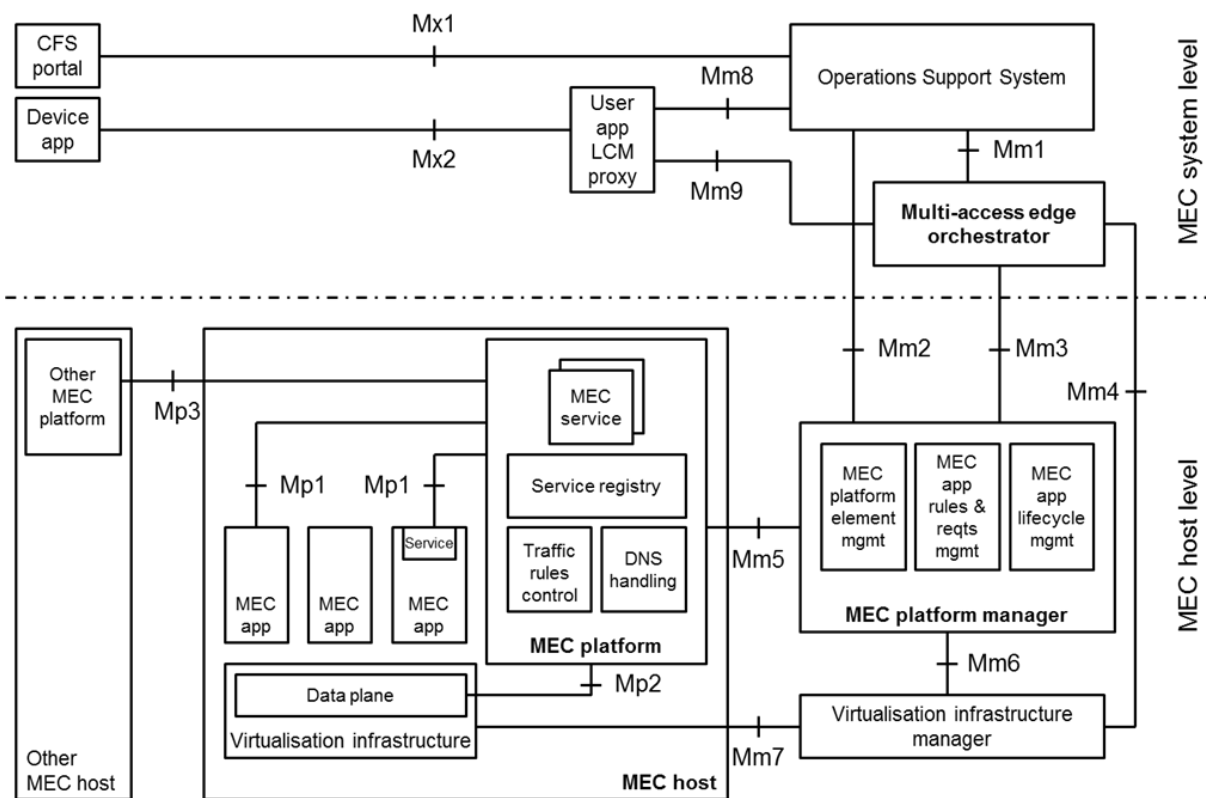 CFS
portal
Mx1
Operations Support System
Device
app
Mx2
User
app
LCM
proxy
Mm8
Mm9
Mm1
Multi-access edge
orchestrator
MEC system level
Other
MEC
platform
Mp3
MEC
service
Mm2
Mm3
Mm4
Mp1
Mp1
Service registry
Service
MEC
app
MEC
app
MEC
app
Traffic
rules
control
DNS
handling
MEC platform
Mm5
MEC
platform
element
mgmt
MEC
app
rules &
reqts
mgmt
MEC
app
lifecycle
mgmt
MEC platform manager
MEC host level
Data plane
Mp2
Mm6
Virtualisation infrastructure
Mm7
Virtualisation infrastructure
manager
Other
MEC host
MEC host